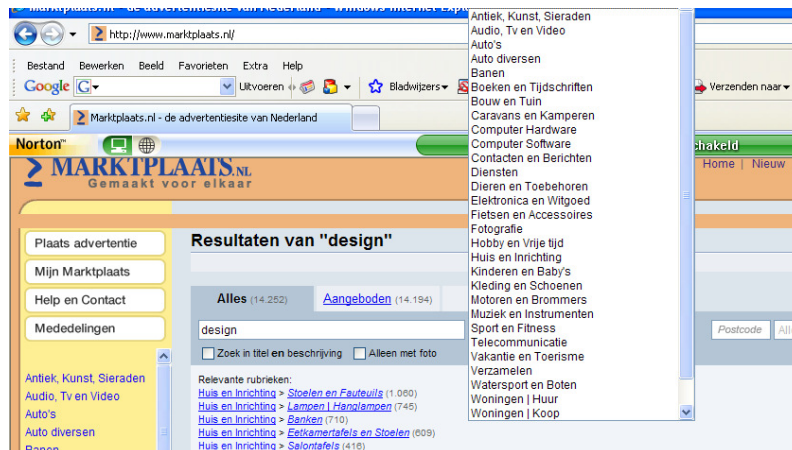 Marktplaats.nl - de advertentiesite van Nederland - Windows Internet Expl
http://www.marktplaats.nl/
Bestand Bewerken Beeld Favorieten Extra Help
Google G Uitvoeren Bladwijzers Verzenden naar
Marktplaats.nl - de advertentiesite van Nederland
Norton™ chakeld
MARKTPLAATS.NL
Gemaakt voor elkaar
Home | Nieuw
Plaats advertentie
Mijn Marktplaats
Help en Contact
Mededelingen
Antiek, Kunst, Sieraden
Audio, Tv en Video
Auto's
Auto diversen
Banen
Resultaten van "design"
Alles (14.252) Aangeboden (14.194)
design
Postcode All
Zoek in titel en beschrijving Alleen met foto
Relevante rubrieken:
Huis en Inrichting > Stoelen en Fauteuils (1.060)
Huis en Inrichting > Lampen | Hanglampen (745)
Huis en Inrichting > Banken (710)
Huis en Inrichting > Eetkamertafels en Stoelen (609)
Huis en Inrichting > Salontafels (416)
Antiek, Kunst, Sieraden
Audio, Tv en Video
Auto's
Auto diversen
Banen
Boeken en Tijdschriften
Bouw en Tuin
Caravans en Kamperen
Computer Hardware
Computer Software
Contacten en Berichten
Diensten
Dieren en Toebehoren
Elektronica en Witgoed
Fietsen en Accessoires
Fotografie
Hobby en Vrije tijd
Huis en Inrichting
Kinderen en Baby's
Kleding en Schoenen
Motoren en Brommers
Muziek en Instrumenten
Sport en Fitness
Telecommunicatie
Vakantie en Toerisme
Verzamelen
Watersport en Boten
Woningen | Huur
Woningen | Koop